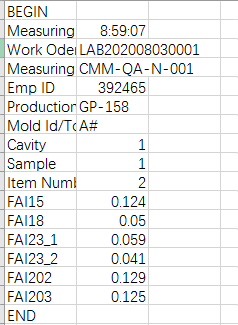 BEGIN
Measuring 8:59:07
Work Oder LAB202008030001
Measuring CMM-QA-N-001
Emp ID 392465
Production GP-158
Mold Id/To A#
Cavity 1
Sample 1
Item Numb 2
FAI15 0.124
FAI18 0.05
FAI23_1 0.059
FAI23_2 0.041
FAI202 0.129
FAI203 0.125
END